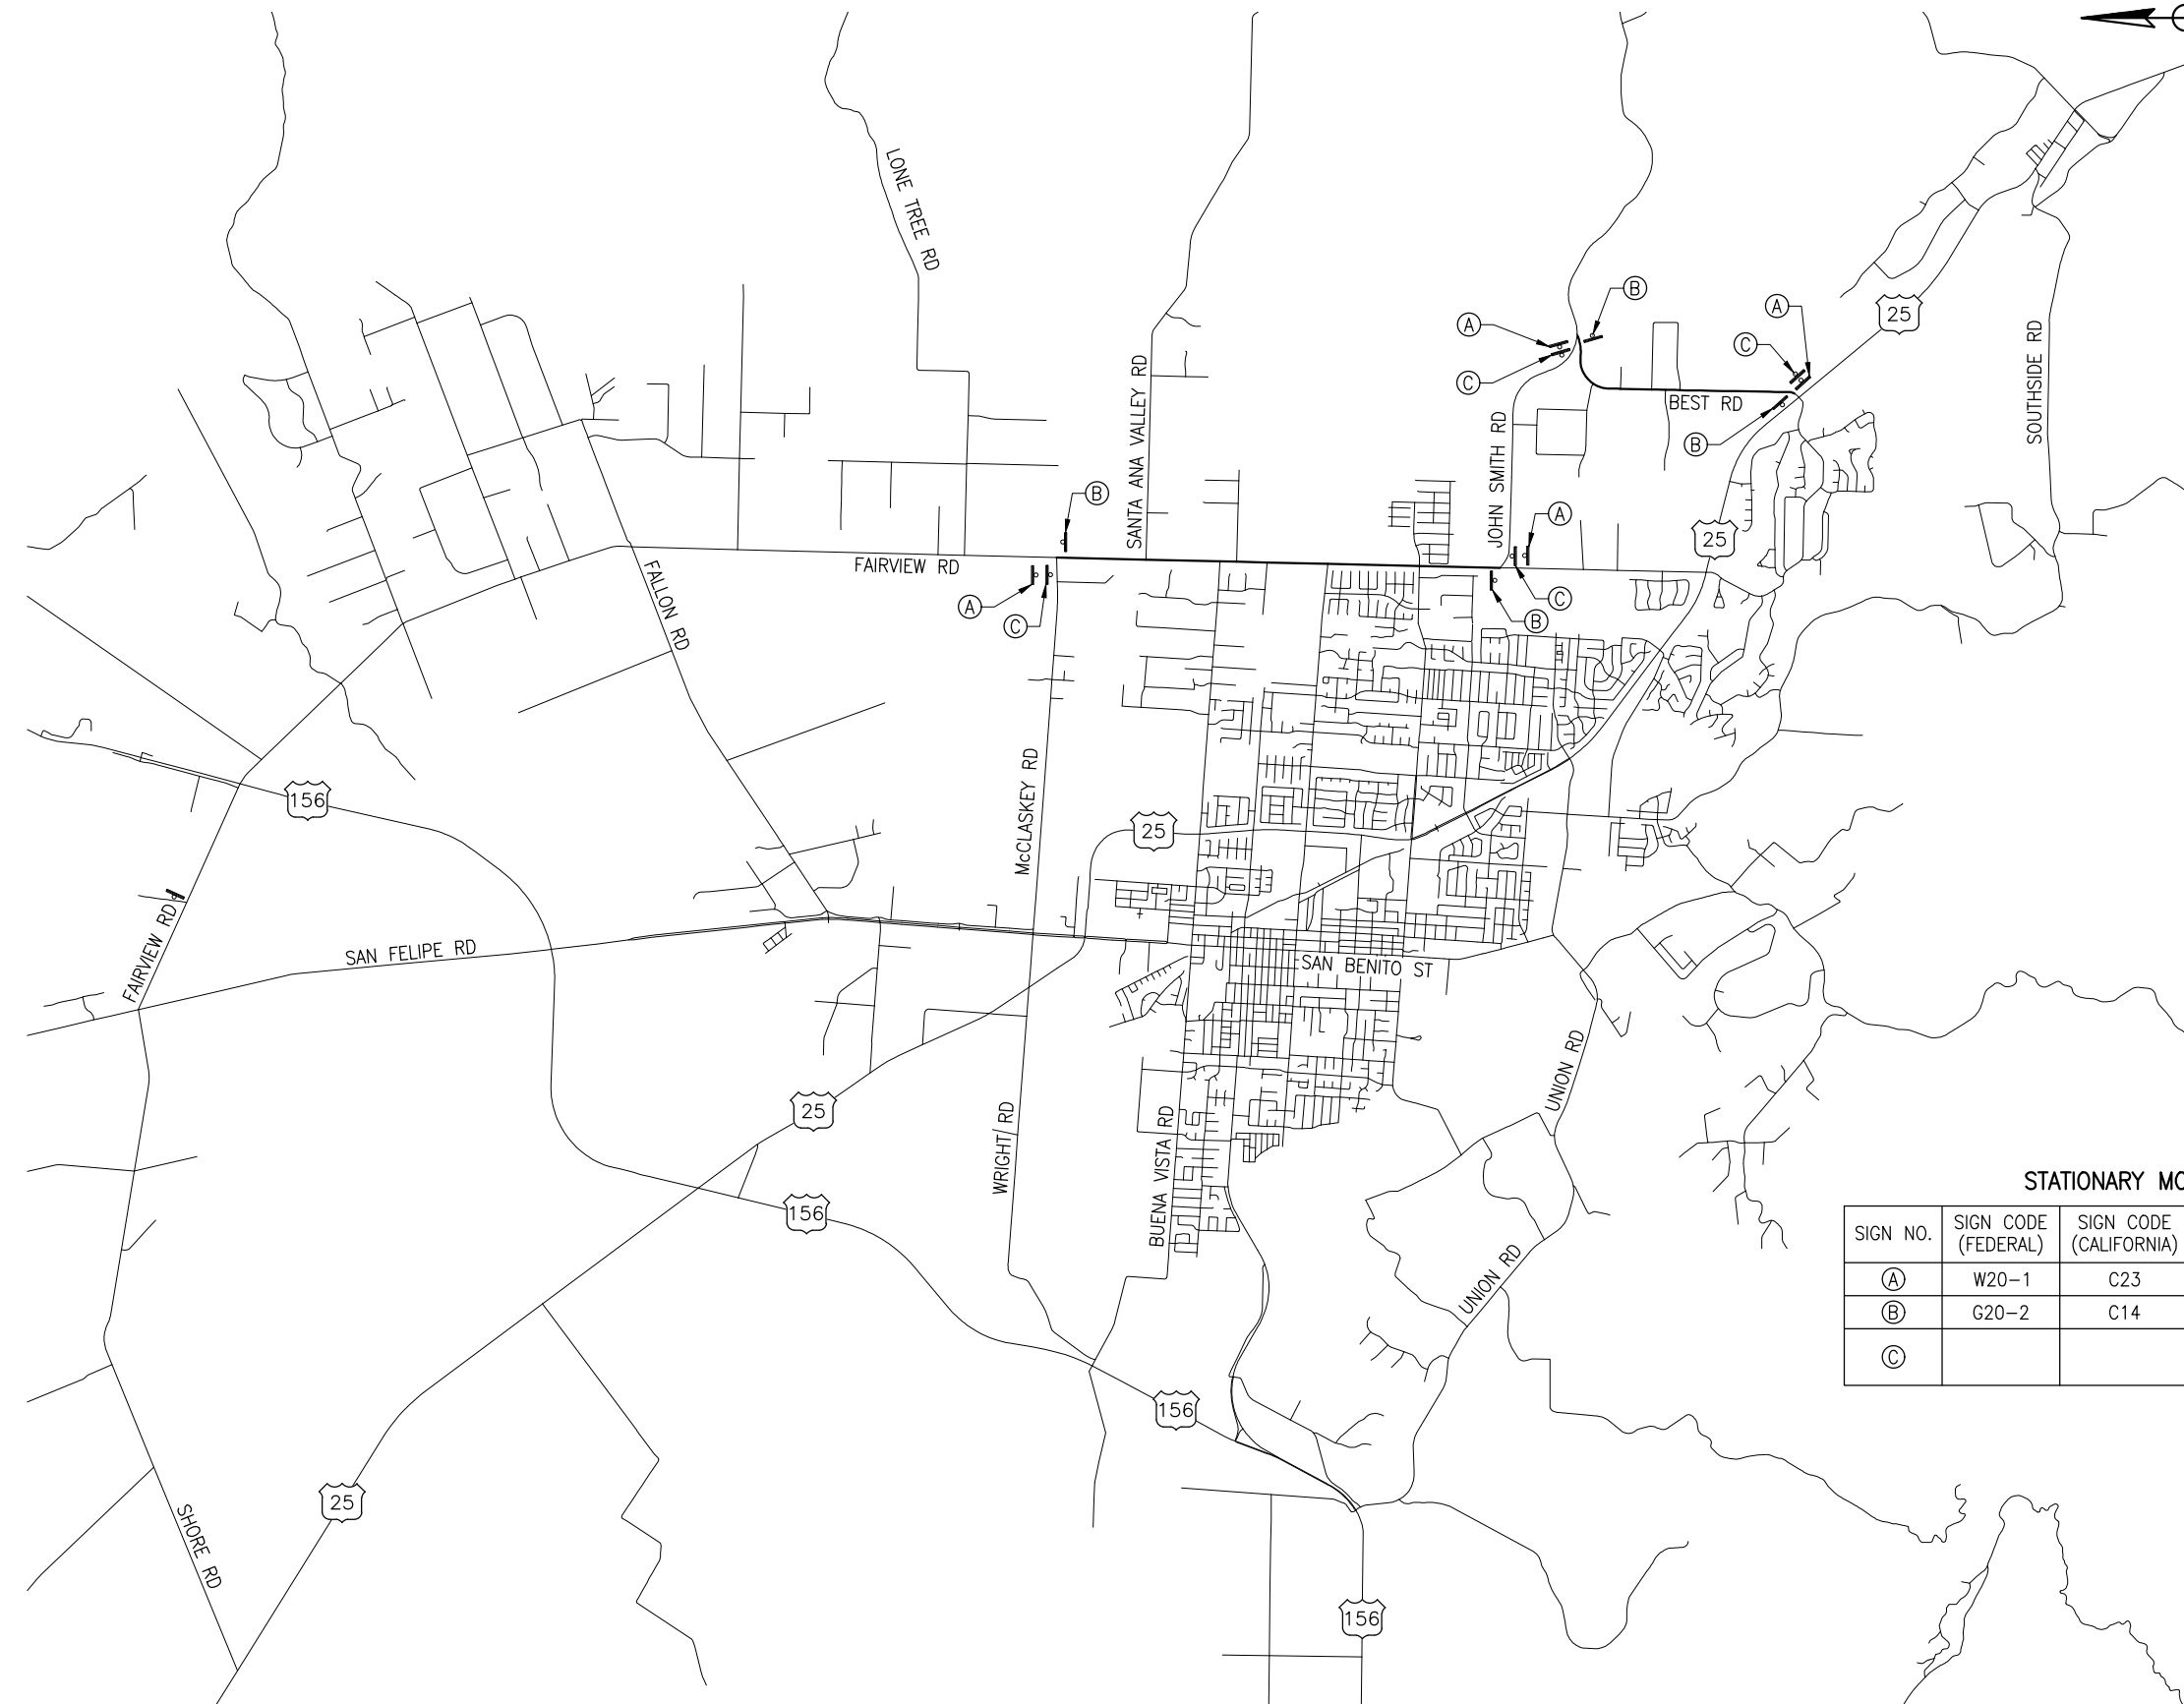 LONE TREE RD
SANTA ANA VALLEY RD
B
A
C
A
C
B
25
BEST RD
SOUTHSIDE RD
JOHN SMITH RD
B
A
25
FAIRVIEW RD
FALLON RD
A
C
C
B
156
McCLASKEY RD
25
FAIRVIEW RD
SAN FELIPE RD
SAN BENITO ST
UNION RD
25
WRIGHT RD
BUENA VISTA RD
156
UNION RD
156
25
SHORE RD
156
STATIONARY MO
SIGN NO.
SIGN CODE
(FEDERAL)
SIGN CODE
(CALIFORNIA)
A
W20-1
C23
B
G20-2
C14
C